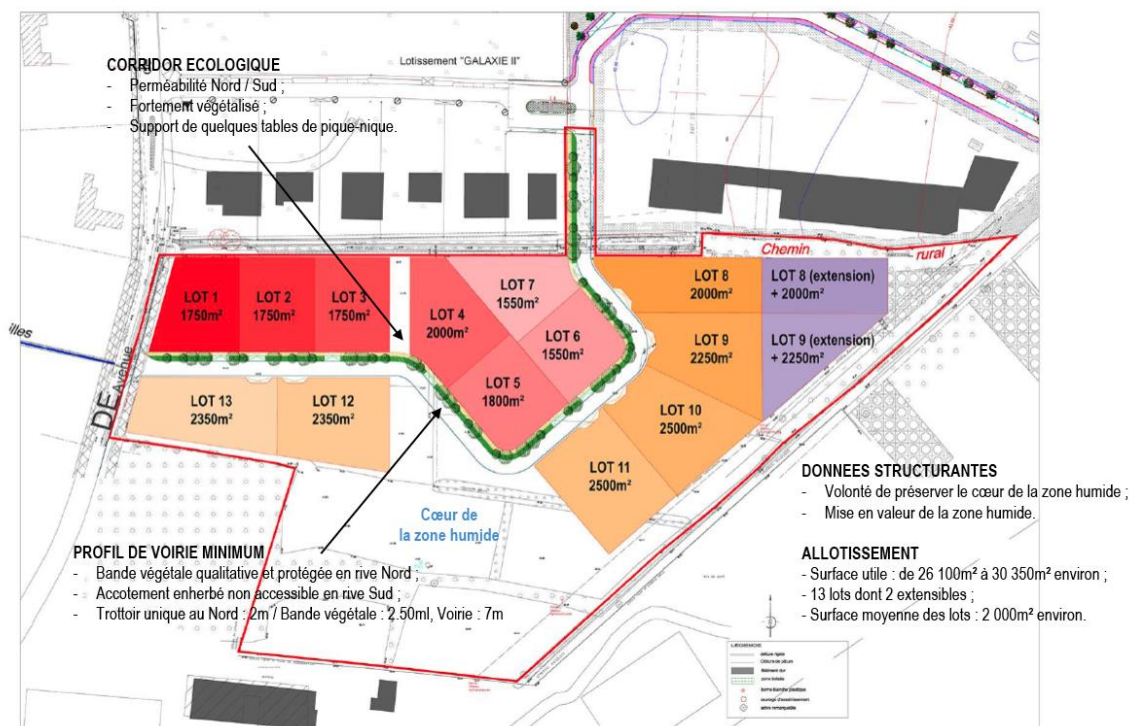 CORRIDOR ECOLOGIQUE
- Perméabilité Nord / Sud ;
- Fortement végétalisé ;
- Support de quelques tables de pique-nique.
Lotissement "GALAXIE II"
Chemin
rural
LOT 1
1750m²
LOT 2
1750m²
LOT 3
1750m²
LOT 4
2000m²
LOT 7
1550m²
LOT 6
1550m²
LOT 5
1800m²
LOT 8
2000m²
LOT 8 (extension)
+ 2000m²
LOT 9
2250m²
LOT 9 (extension)
+ 2250m²
LOT 10
2500m²
LOT 11
2500m²
LOT 13
2350m²
LOT 12
2350m²
illes
DE
Avenue
Cœur de
la zone humide
PROFIL DE VOIRIE MINIMUM
- Bande végétale qualitative et protégée en rive Nord ;
- Accotement enherbé non accessible en rive Sud ;
- Trottoir unique au Nord : 2m / Bande végétale : 2.50ml, Voirie : 7m
DONNEES STRUCTURANTES
- Volonté de préserver le cœur de la zone humide ;
- Mise en valeur de la zone humide.
ALLOTISSEMENT
- Surface utile : de 26 100m² à 30 350m² environ ;
- 13 lots dont 2 extensibles ;
- Surface moyenne des lots : 2 000m² environ.